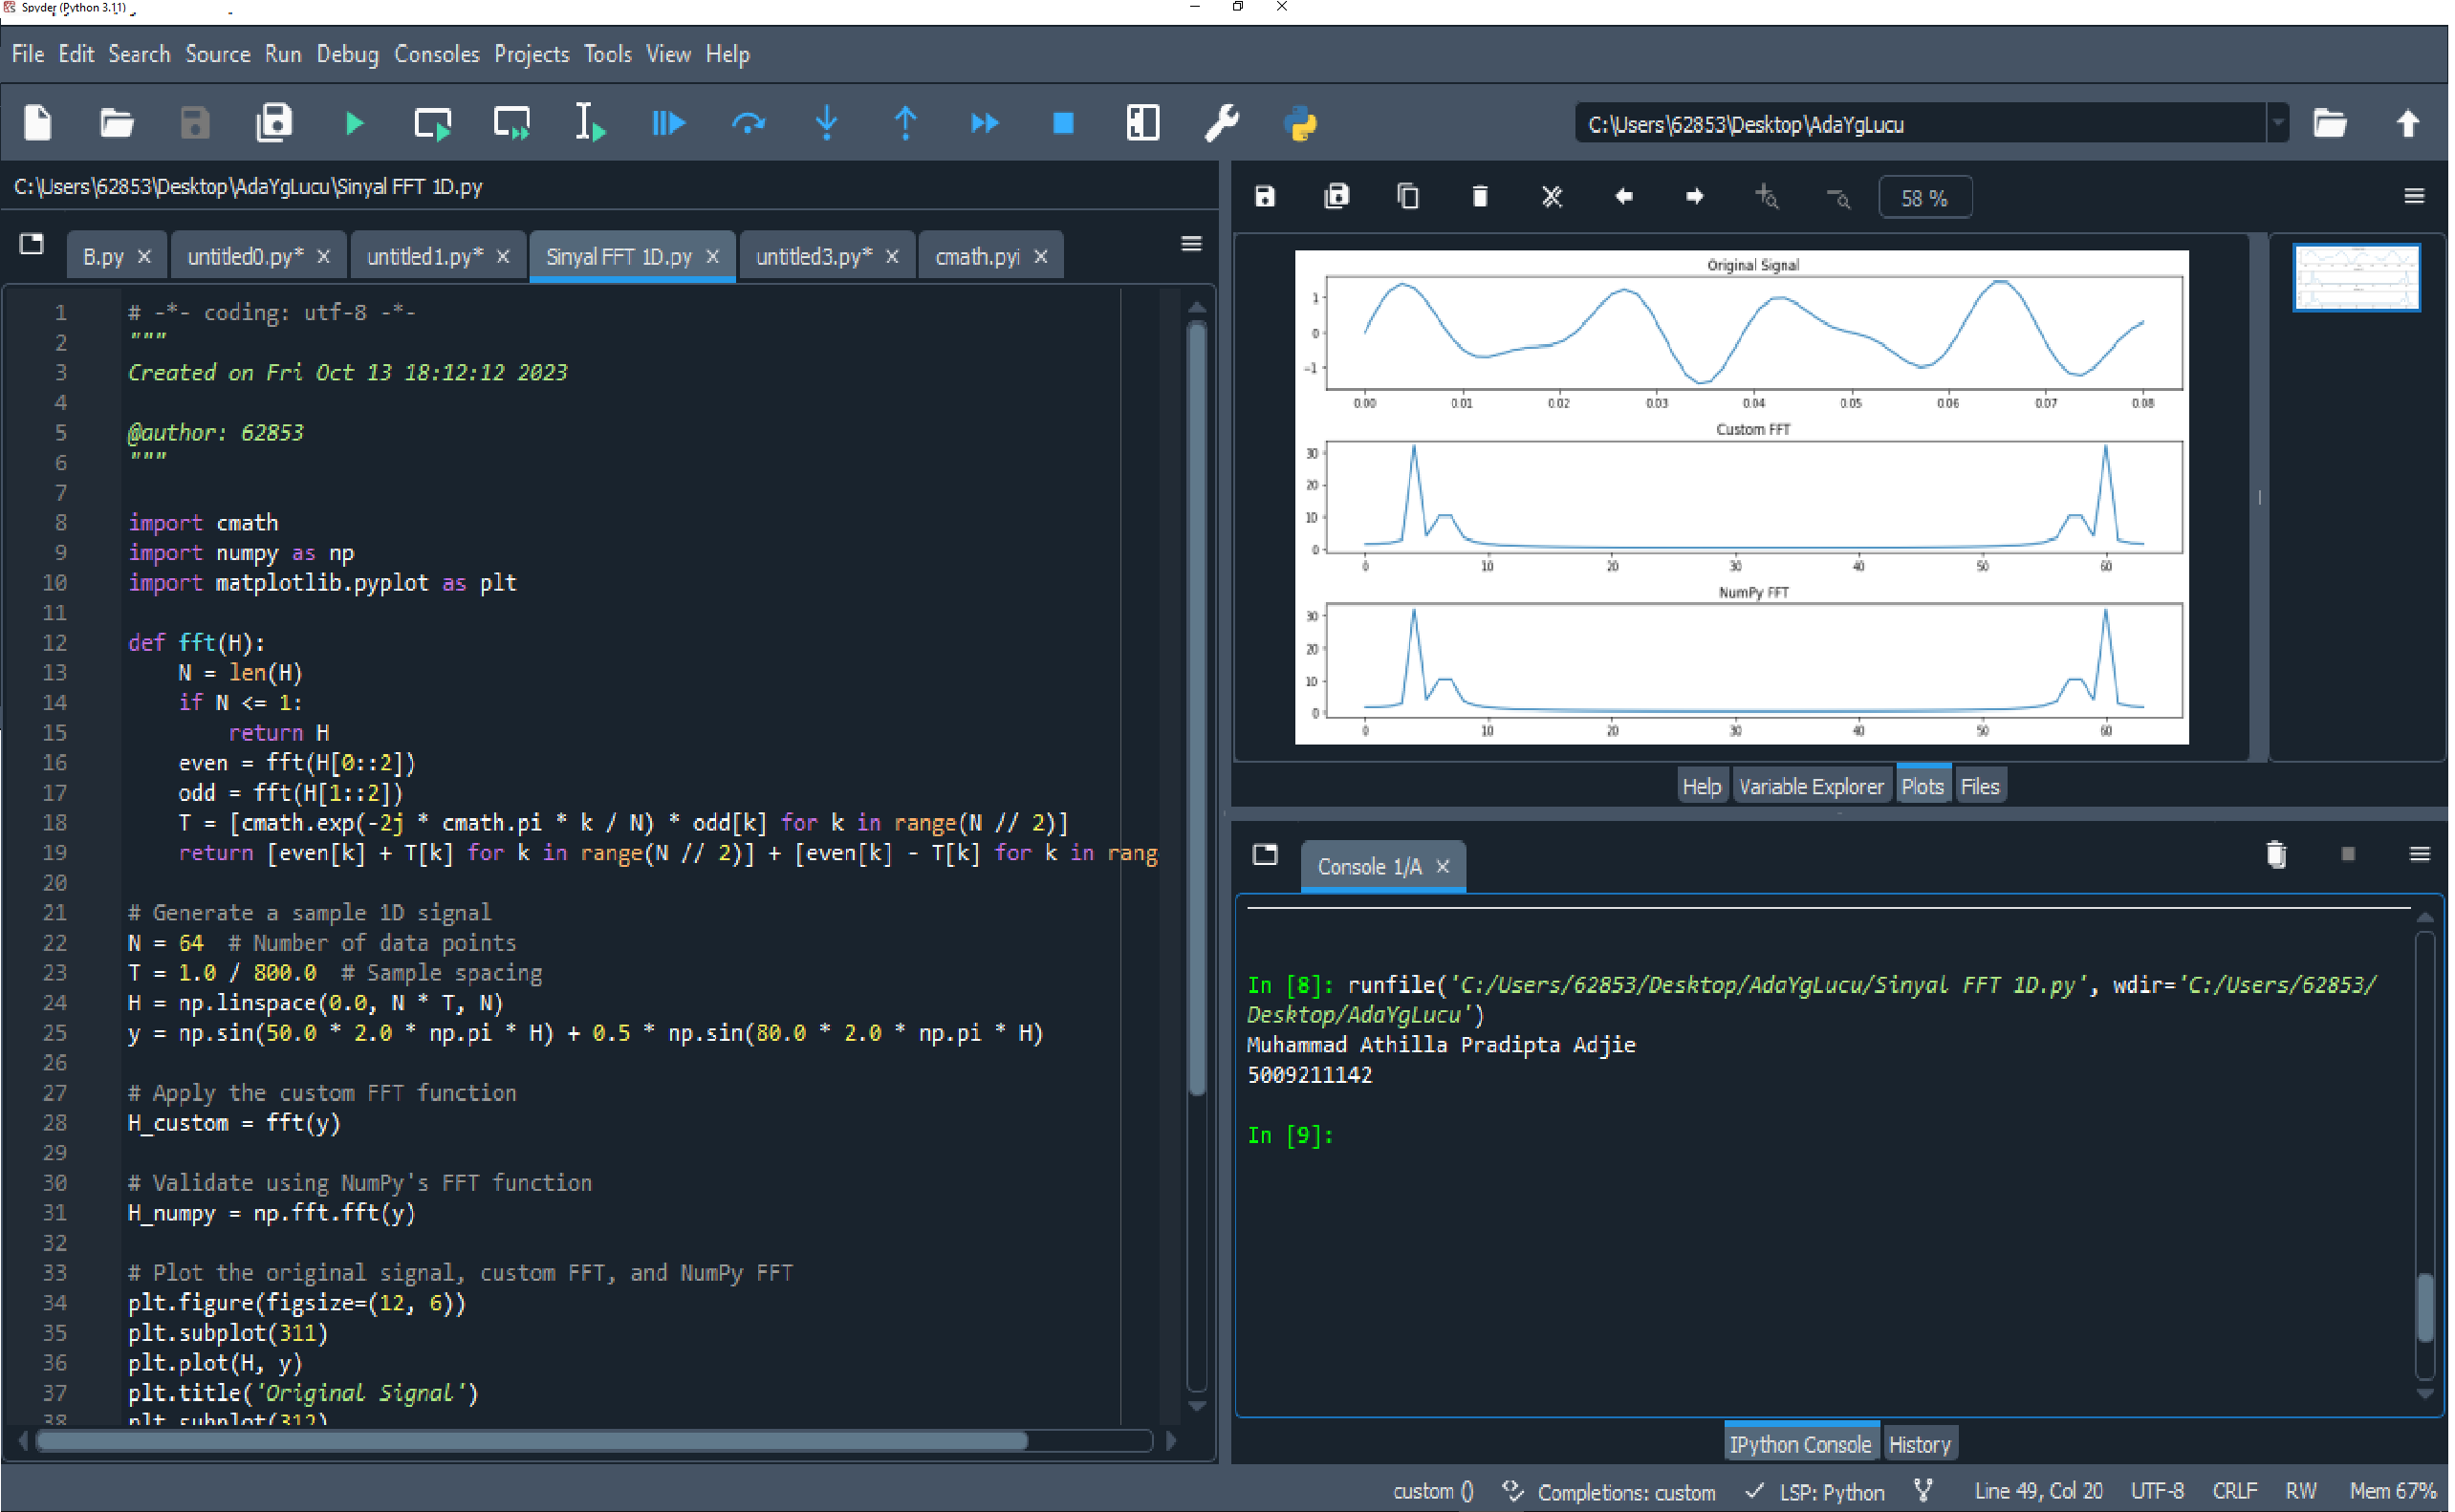 Spyder (Python 3.11)
File Edit Search Source Run Debug Consoles Projects Tools View Help
C:\Users\62853\Desktop\AdaYgLucu
C:\Users\62853\Desktop\AdaYgLucu\Sinyal FFT 1D.py
B.py untitled0.py* untitled1.py* Sinyal FFT 1D.py untitled3.py* cmath.pyi
1 # -*- coding: utf-8 -*-
2 """
3 Created on Fri Oct 13 18:12:12 2023
4
5 @author: 62853
6 """
7
8 import cmath
9 import numpy as np
10 import matplotlib.pyplot as plt
11
12 def fft(H):
13 N = len(H)
14 if N <= 1:
15 return H
16 even = fft(H[0::2])
17 odd = fft(H[1::2])
18 T = [cmath.exp(-2j * cmath.pi * k / N) * odd[k] for k in range(N // 2)]
19 return [even[k] + T[k] for k in range(N // 2)] + [even[k] - T[k] for k in rang
20
21 # Generate a sample 1D signal
22 N = 64 # Number of data points
23 T = 1.0 / 800.0 # Sample spacing
24 H = np.linspace(0.0, N * T, N)
25 y = np.sin(50.0 * 2.0 * np.pi * H) + 0.5 * np.sin(80.0 * 2.0 * np.pi * H)
26
27 # Apply the custom FFT function
28 H_custom = fft(y)
29
30 # Validate using NumPy's FFT function
31 H_numpy = np.fft.fft(y)
32
33 # Plot the original signal, custom FFT, and NumPy FFT
34 plt.figure(figsize=(12, 6))
35 plt.subplot(311)
36 plt.plot(H, y)
37 plt.title('Original Signal')
38 plt.subplot(312)
58 %
Original Signal
1
0
-1
0.00 0.01 0.02 0.03 0.04 0.05 0.06 0.07 0.08
Custom FFT
30
20
10
0
0 10 20 30 40 50 60
NumPy FFT
30
20
10
0
0 10 20 30 40 50 60
Help Variable Explorer Plots Files
Console 1/A
In [8]: runfile('C:/Users/62853/Desktop/AdaYgLucu/Sinyal FFT 1D.py', wdir='C:/Users/62853/
Desktop/AdaYgLucu')
Muhammad Athilla Pradipta Adjie
5009211142
In [9]:
IPython Console History
custom () Completions: custom LSP: Python Line 49, Col 20 UTF-8 CRLF RW Mem 67%